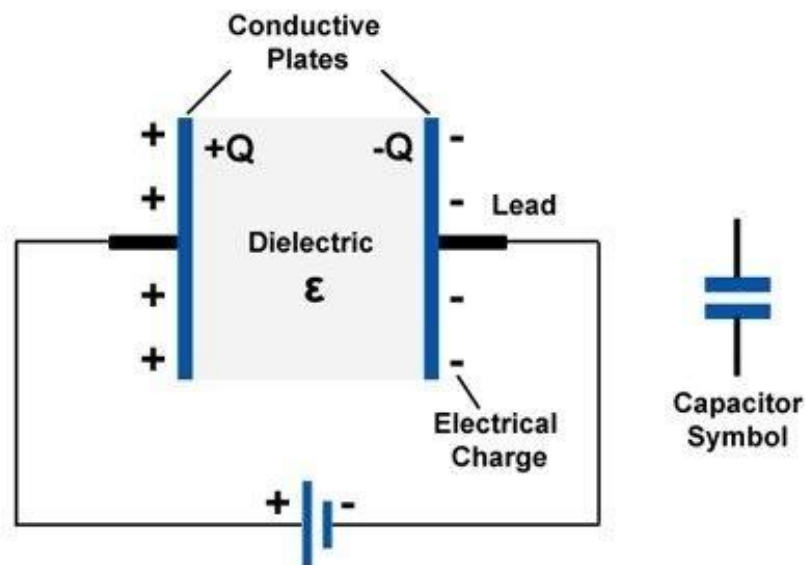 Conductive
Plates
+ +Q -Q -
+ - Lead
Dielectric
ε
+ -
+ -
Electrical
Charge
Capacitor
Symbol
+ -